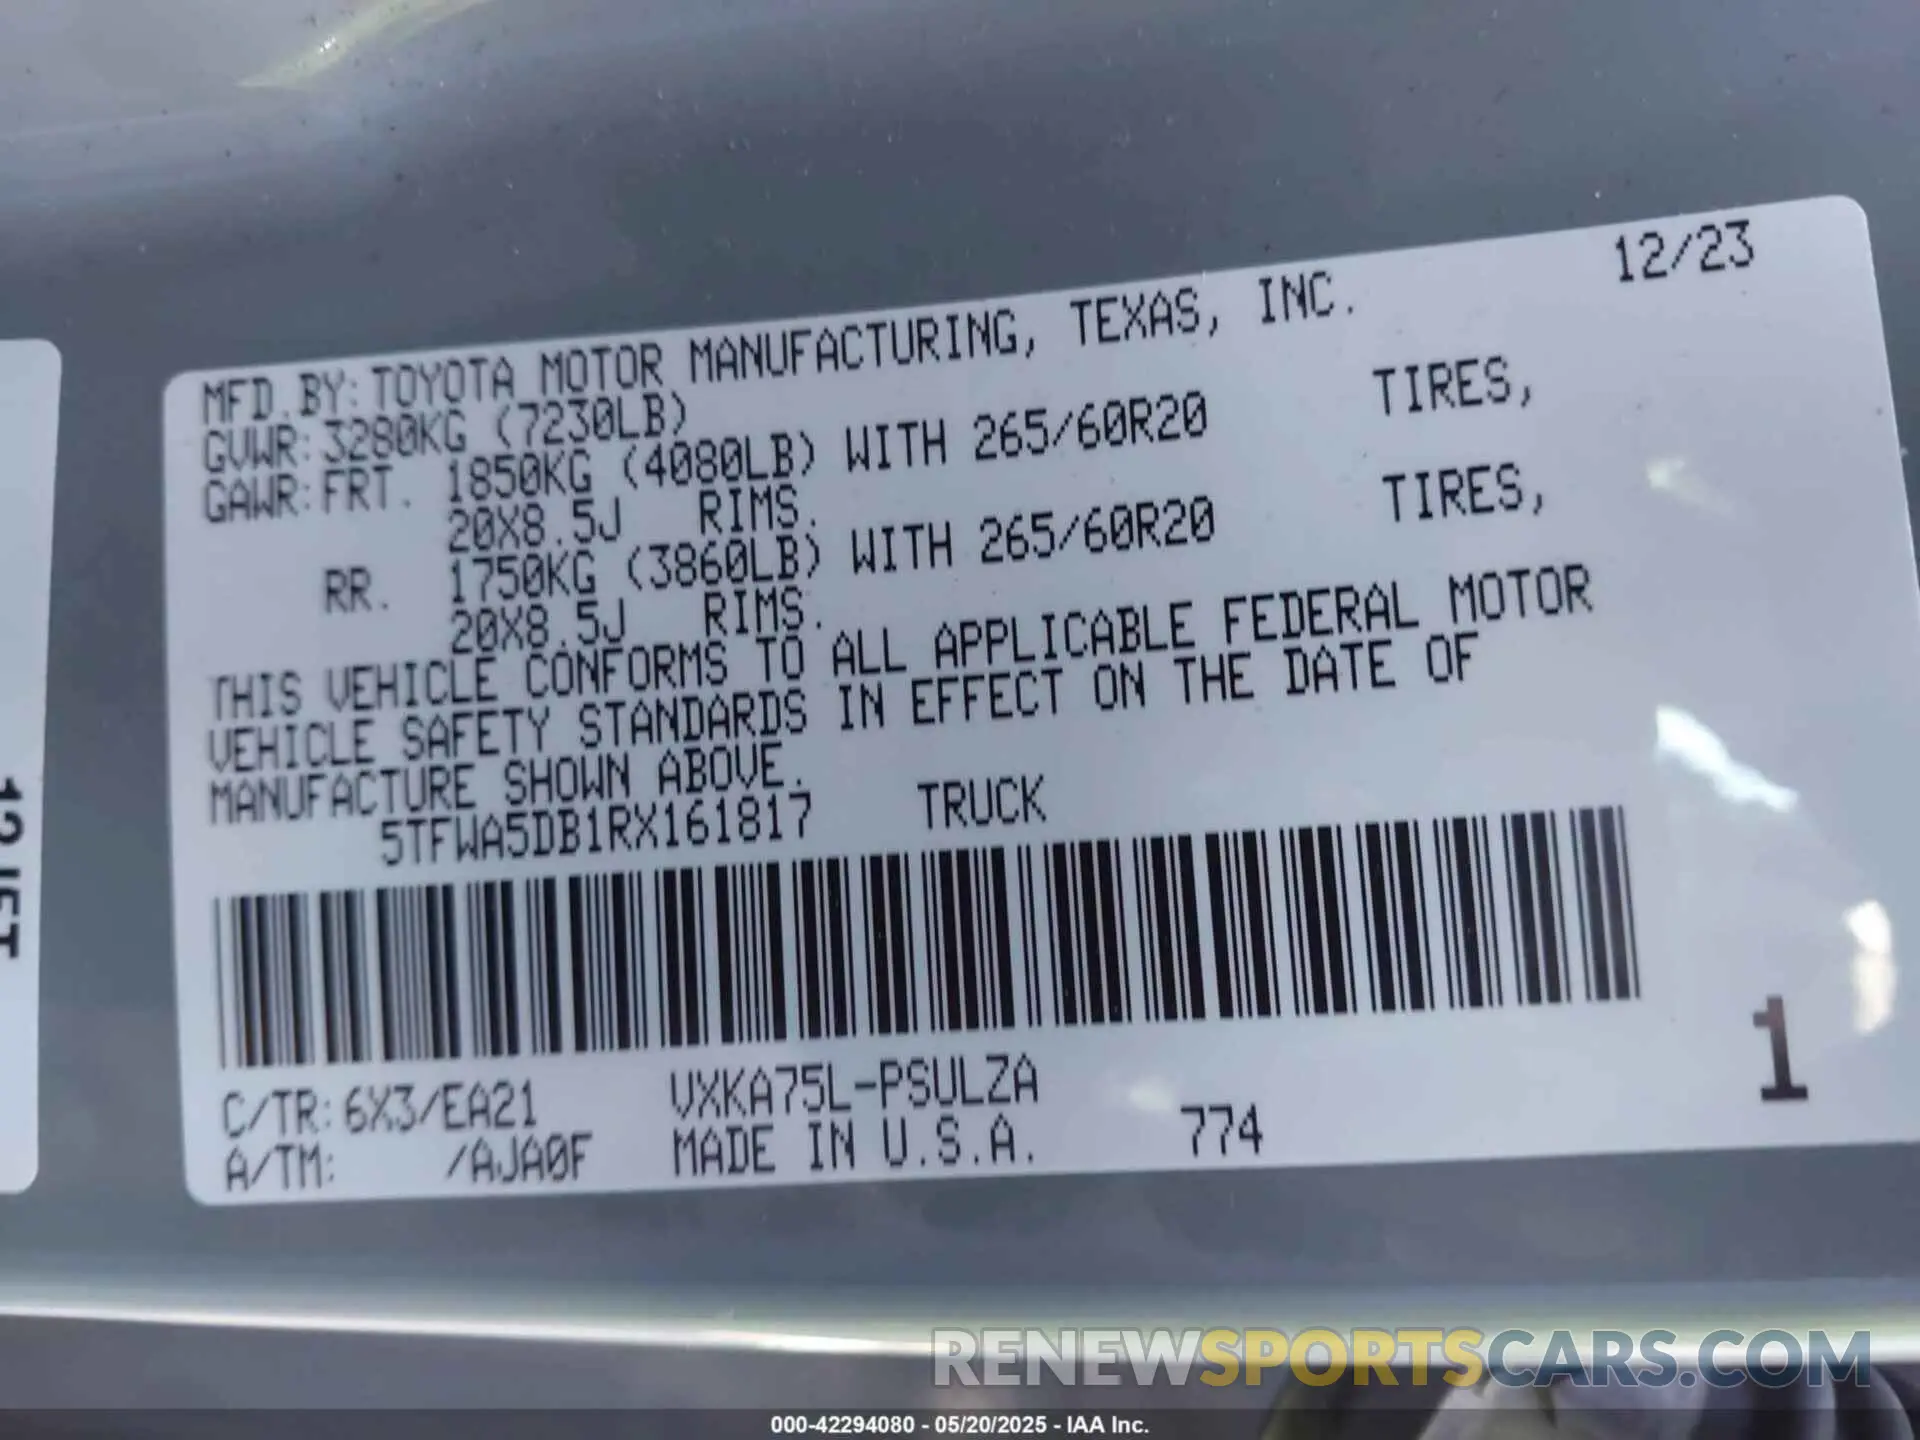 12/23
MFD. BY: TOYOTA MOTOR MANUFACTURING, TEXAS, INC.
GVWR: 3280KG (7230LB)
GAWR: FRT. 1850KG (4080LB) WITH 265/60R20 TIRES,
20X8.5J RIMS.
RR. 1750KG (3860LB) WITH 265/60R20 TIRES,
20X8.5J RIMS.
THIS VEHICLE CONFORMS TO ALL APPLICABLE FEDERAL MOTOR
VEHICLE SAFETY STANDARDS IN EFFECT ON THE DATE OF
MANUFACTURE SHOWN ABOVE.
5TFWA5DB1RX161817 TRUCK
C/TR: 6X3/EA21 VXKA75L-PSULZA
A/TM: /AJA0F MADE IN U.S.A. 774
1
RENEWSPORTSCARS.COM
000-42294080 - 05/20/2025 - IAA Inc.